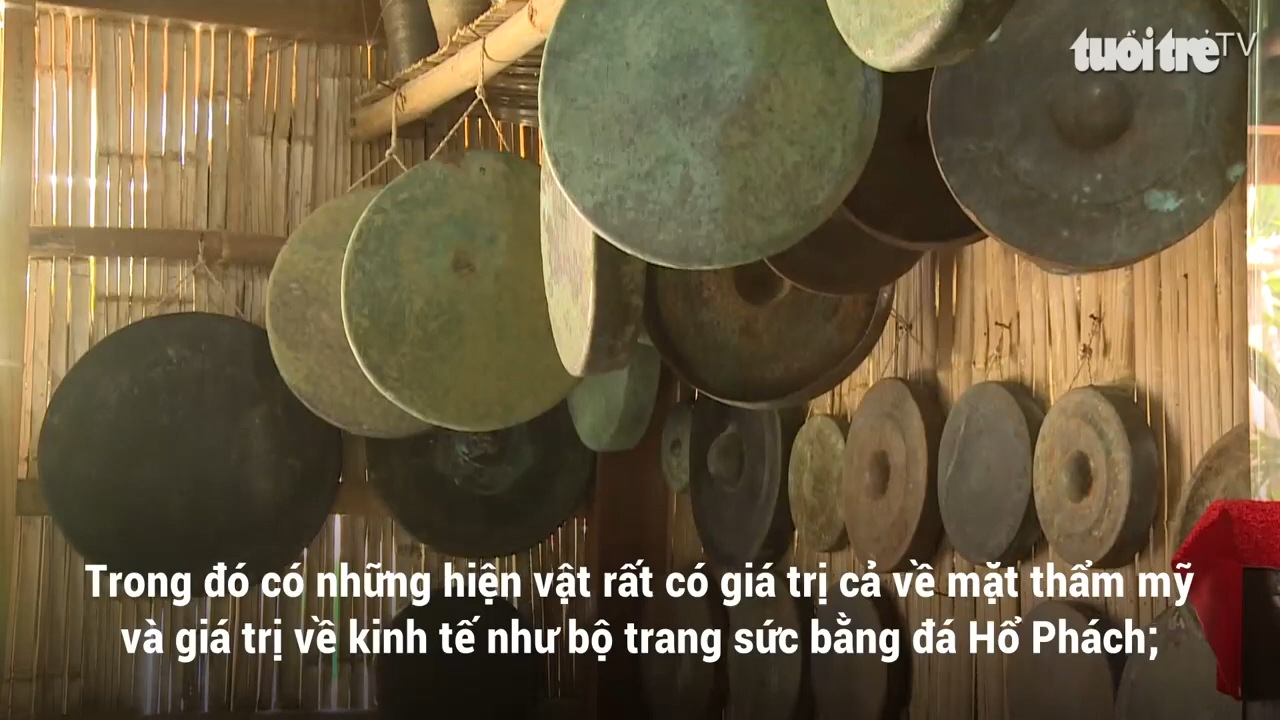 tuổi trẻ TV
Trong đó có những hiện vật rất có giá trị cả về mặt thẩm mỹ
và giá trị về kinh tế như bộ trang sức bằng đá Hổ Phách;